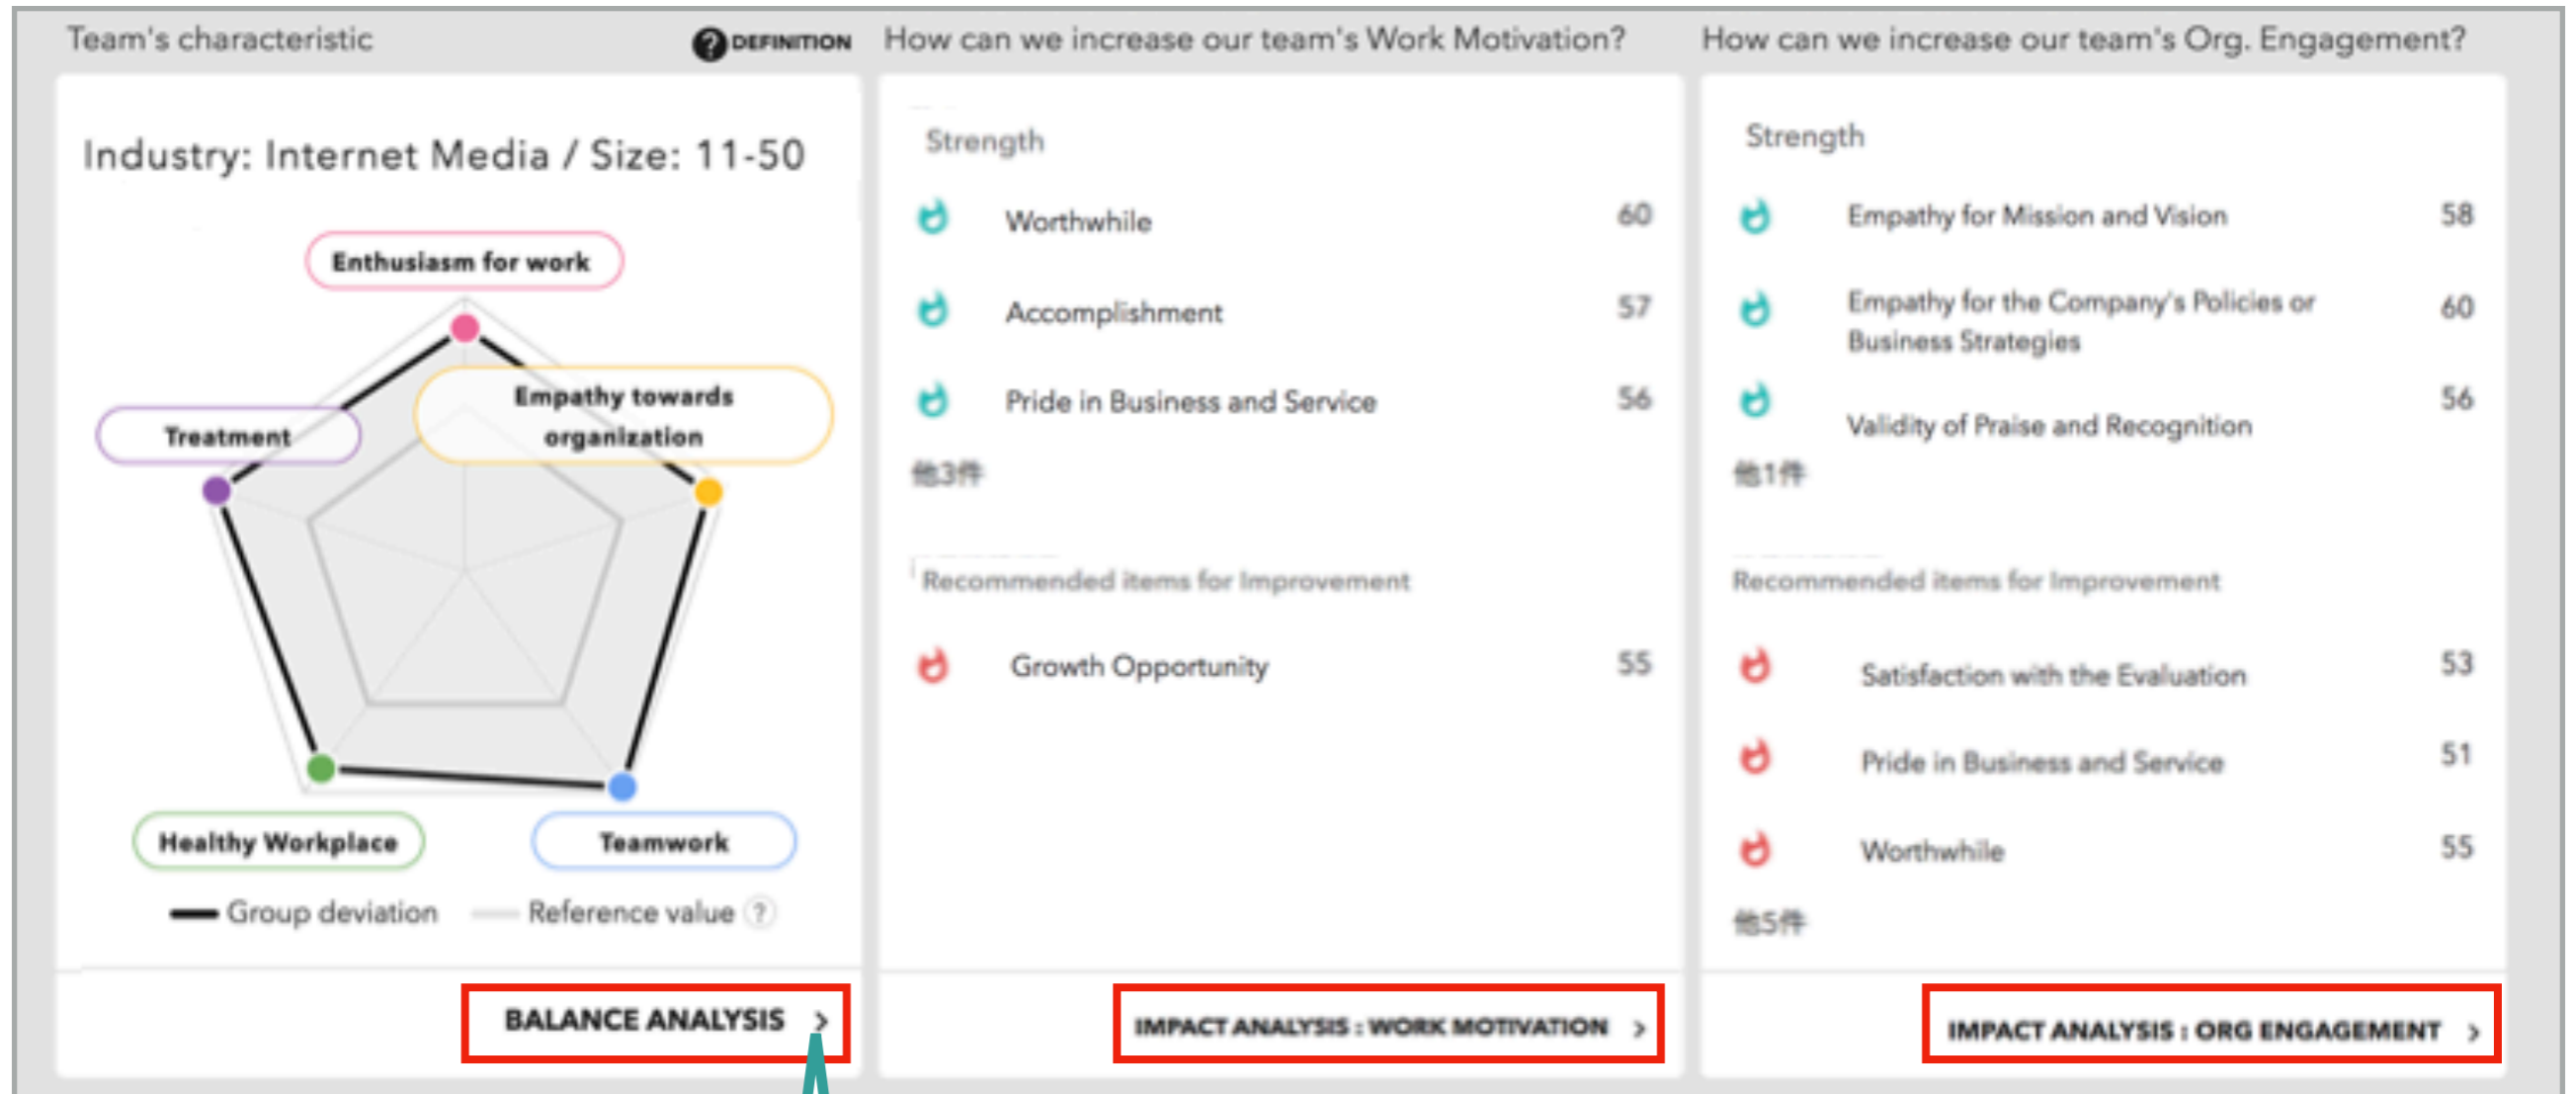 Team's characteristic
? DEFINITION
Industry: Internet Media / Size: 11-50
Enthusiasm for work
Empathy towards
organization
Treatment
Healthy Workplace
Teamwork
Group deviation
Reference value ?
BALANCE ANALYSIS >
How can we increase our team's Work Motivation?
Strength
Worthwhile 60
Accomplishment 57
Pride in Business and Service 56
他3件
Recommended items for Improvement
Growth Opportunity 55
IMPACT ANALYSIS : WORK MOTIVATION >
How can we increase our team's Org. Engagement?
Strength
Empathy for Mission and Vision 58
Empathy for the Company's Policies or 60
Business Strategies
Validity of Praise and Recognition 56
他1件
Recommended items for Improvement
Satisfaction with the Evaluation 53
Pride in Business and Service 51
Worthwhile 55
他5件
IMPACT ANALYSIS : ORG ENGAGEMENT >